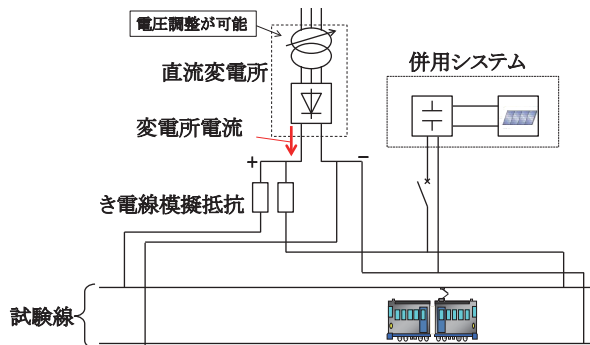 電圧調整が可能
直流変電所
併用システム
変電所電流
+
−
き電線模擬抵抗
試験線